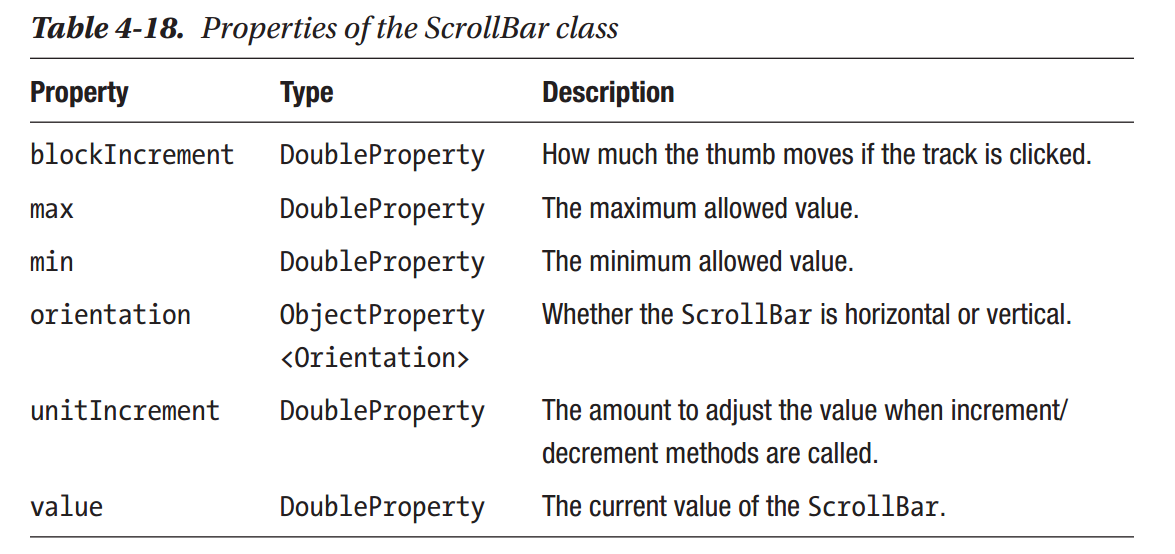 Table 4-18. Properties of the ScrollBar class
Property Type Description
blockIncrement DoubleProperty How much the thumb moves if the track is clicked.
max DoubleProperty The maximum allowed value.
min DoubleProperty The minimum allowed value.
orientation ObjectProperty Whether the ScrollBar is horizontal or vertical.
<Orientation>
unitIncrement DoubleProperty The amount to adjust the value when increment/
decrement methods are called.
value DoubleProperty The current value of the ScrollBar.